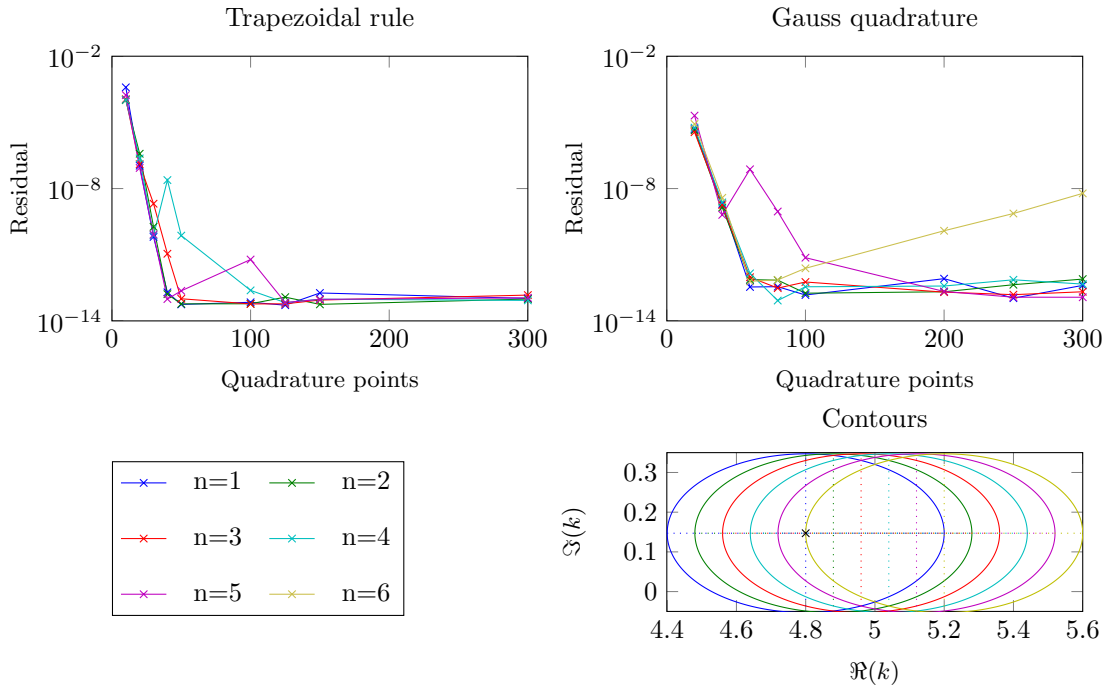 Trapezoidal rule
Gauss quadrature
10^{-2}
10^{-8}
10^{-14}
Residual
0
100
200
300
Quadrature points
10^{-2}
10^{-8}
10^{-14}
Residual
0
100
200
300
Quadrature points
n=1
n=2
n=3
n=4
n=5
n=6
Contours
0.3
0.2
0.1
0
ℑ(k)
4.4
4.6
4.8
5
5.2
5.4
5.6
ℜ(k)